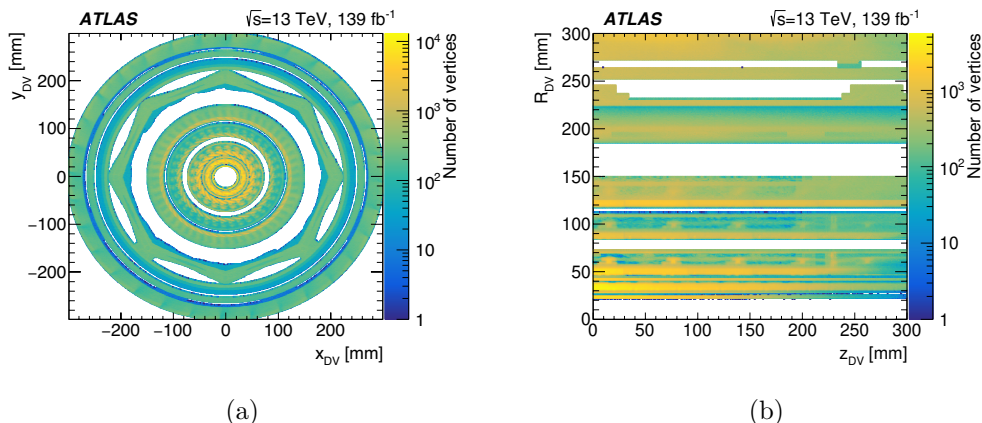 ATLAS √s=13 TeV, 139 fb⁻¹
y_DV [mm]
200
100
0
−100
−200
−200 −100 0 100 200
x_DV [mm]
10⁴
10³
10²
10
1
Number of vertices
(a)
ATLAS √s=13 TeV, 139 fb⁻¹
R_DV [mm]
300
250
200
150
100
50
0
0 50 100 150 200 250 300
z_DV [mm]
10³
10²
10
1
Number of vertices
(b)